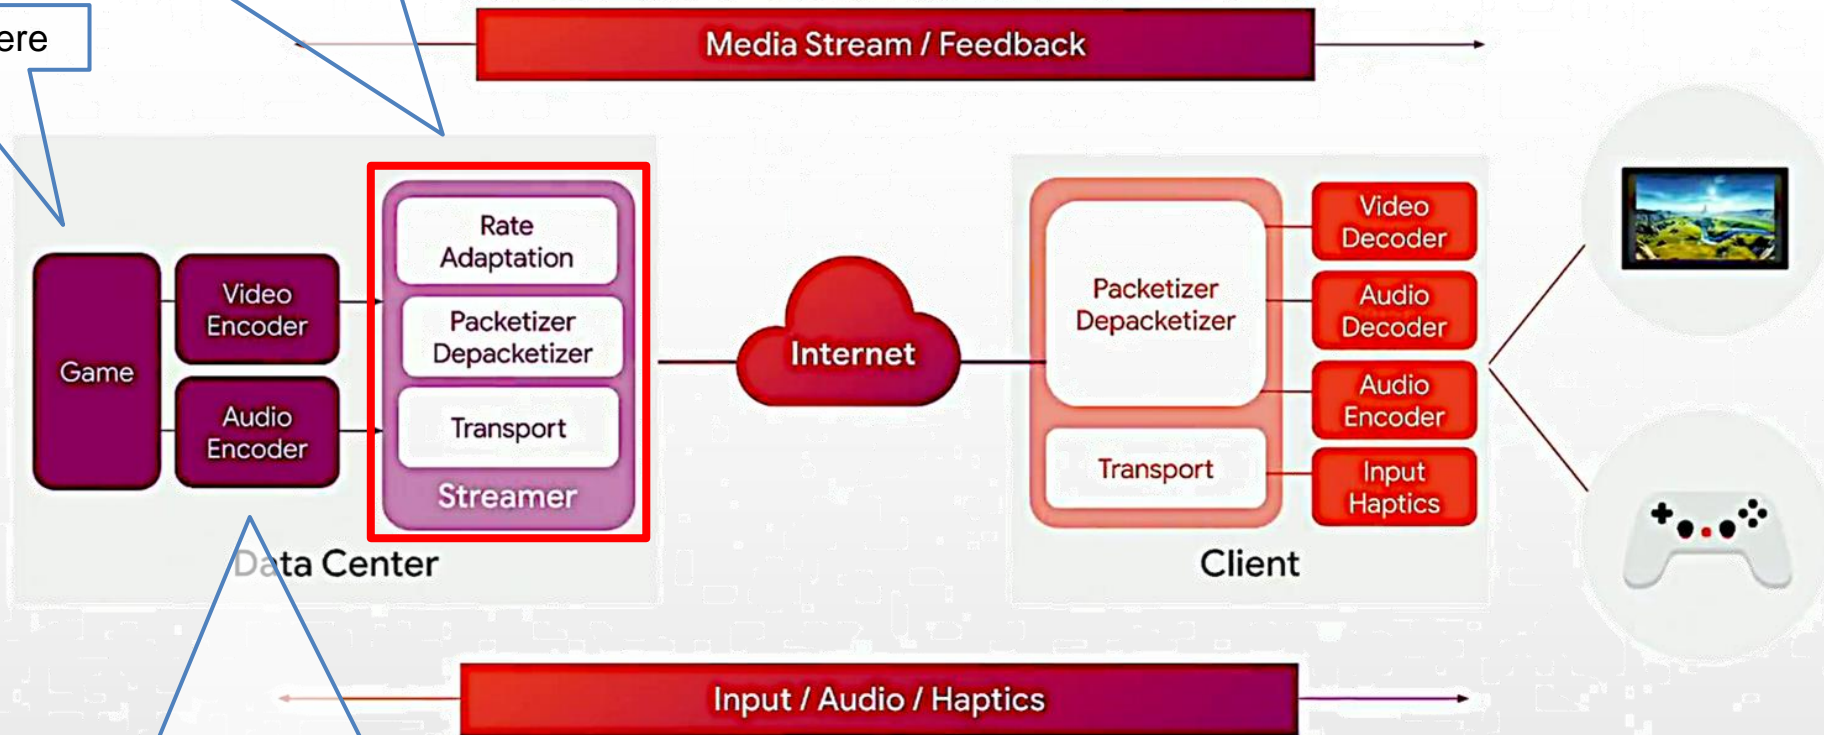 ere
Media Stream / Feedback
Game
Video
Encoder
Audio
Encoder
Rate
Adaptation
Packetizer
Depacketizer
Transport
Streamer
Data Center
Internet
Packetizer
Depacketizer
Transport
Video
Decoder
Audio
Decoder
Audio
Encoder
Input
Haptics
Client
Input / Audio / Haptics